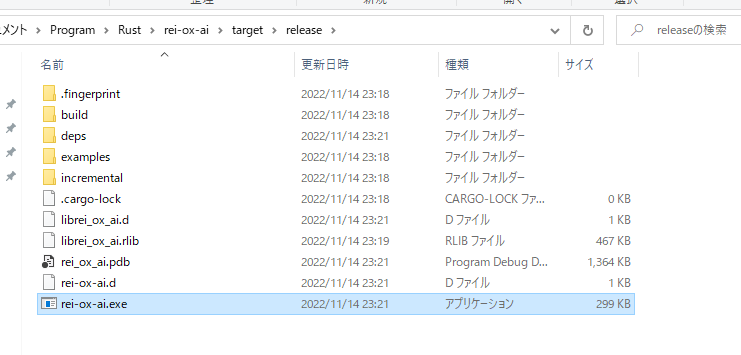 ュメント > Program > Rust > rei-ox-ai > target > release > releaseの検索
名前 更新日時 種類 サイズ
.fingerprint 2022/11/14 23:18 ファイル フォルダー
build 2022/11/14 23:18 ファイル フォルダー
deps 2022/11/14 23:21 ファイル フォルダー
examples 2022/11/14 23:18 ファイル フォルダー
incremental 2022/11/14 23:18 ファイル フォルダー
.cargo-lock 2022/11/14 23:18 CARGO-LOCK ファ... 0 KB
librei_ox_ai.d 2022/11/14 23:21 D ファイル 1 KB
librei_ox_ai.rlib 2022/11/14 23:19 RLIB ファイル 467 KB
rei_ox_ai.pdb 2022/11/14 23:21 Program Debug D... 1,364 KB
rei-ox-ai.d 2022/11/14 23:21 D ファイル 1 KB
rei-ox-ai.exe 2022/11/14 23:21 アプリケーション 299 KB